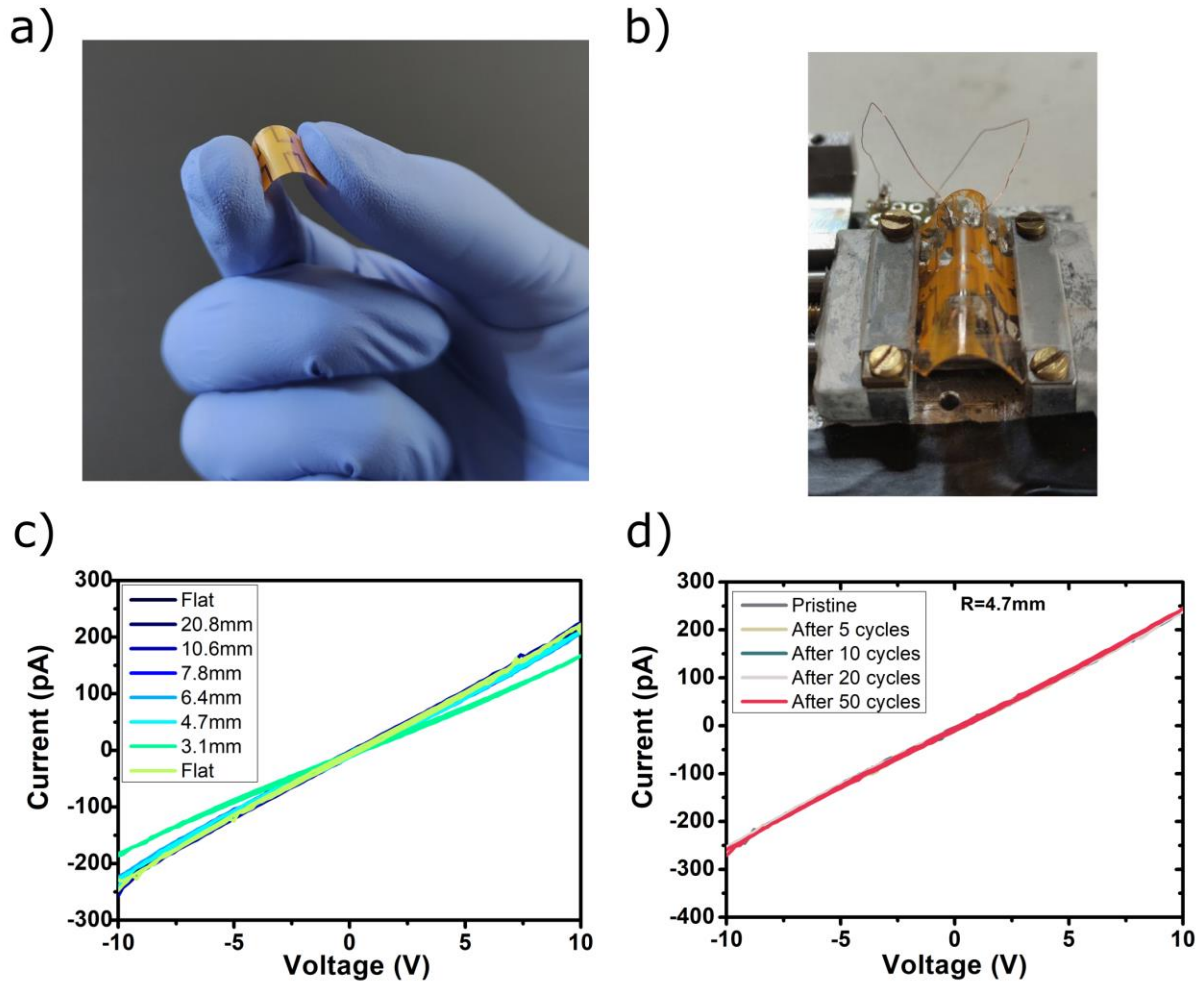 a)
b)
c)
300
200
100
0
-100
-200
-300
-10
-5
0
5
10
Current (pA)
Voltage (V)
Flat
20.8mm
10.6mm
7.8mm
6.4mm
4.7mm
3.1mm
Flat
d)
300
200
100
0
-100
-200
-300
-400
-10
-5
0
5
10
Current (pA)
Voltage (V)
Pristine
After 5 cycles
After 10 cycles
After 20 cycles
After 50 cycles
R=4.7mm